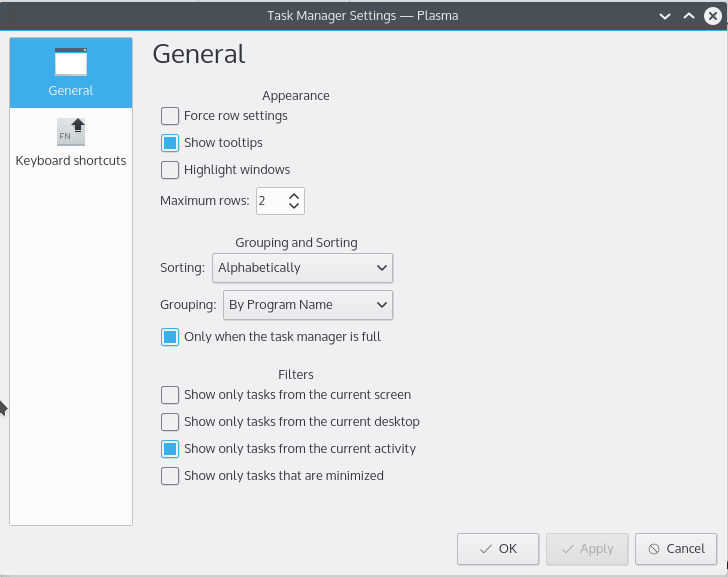 Task Manager Settings — Plasma
General
General
Appearance
Force row settings
Show tooltips
FN
Highlight windows
Keyboard shortcuts
Maximum rows: 2
Grouping and Sorting
Sorting: Alphabetically
Grouping: By Program Name
Only when the task manager is full
Filters
Show only tasks from the current screen
Show only tasks from the current desktop
Show only tasks from the current activity
Show only tasks that are minimized
OK Apply Cancel